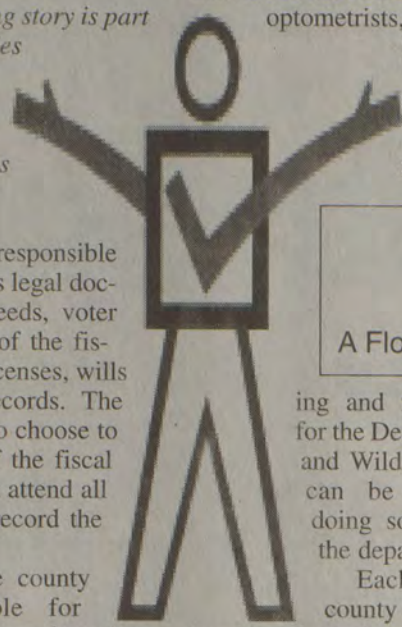 g story is part
es
s
responsible
s legal doc-
eeds, voter
of the fis-
censes, wills
cords. The
o choose to
f the fiscal
attend all
ecord the
e county
le for
optometrists,
A Flo
ing and
for the De
and Wild
can be
doing so
the depa
Each
county